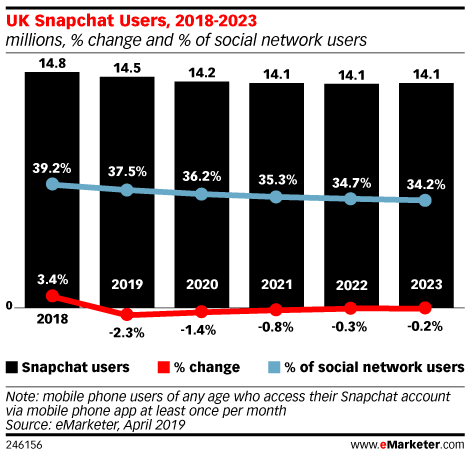 UK Snapchat Users, 2018-2023
millions, % change and % of social network users
14.8 14.5 14.2 14.1 14.1 14.1
39.2% 37.5% 36.2% 35.3% 34.7% 34.2%
3.4% 2019 2020 2021 2022 2023
0
2018 -2.3% -1.4% -0.8% -0.3% -0.2%
Snapchat users % change % of social network users
Note: mobile phone users of any age who access their Snapchat account
via mobile phone app at least once per month
Source: eMarketer, April 2019
246156 www.eMarketer.com